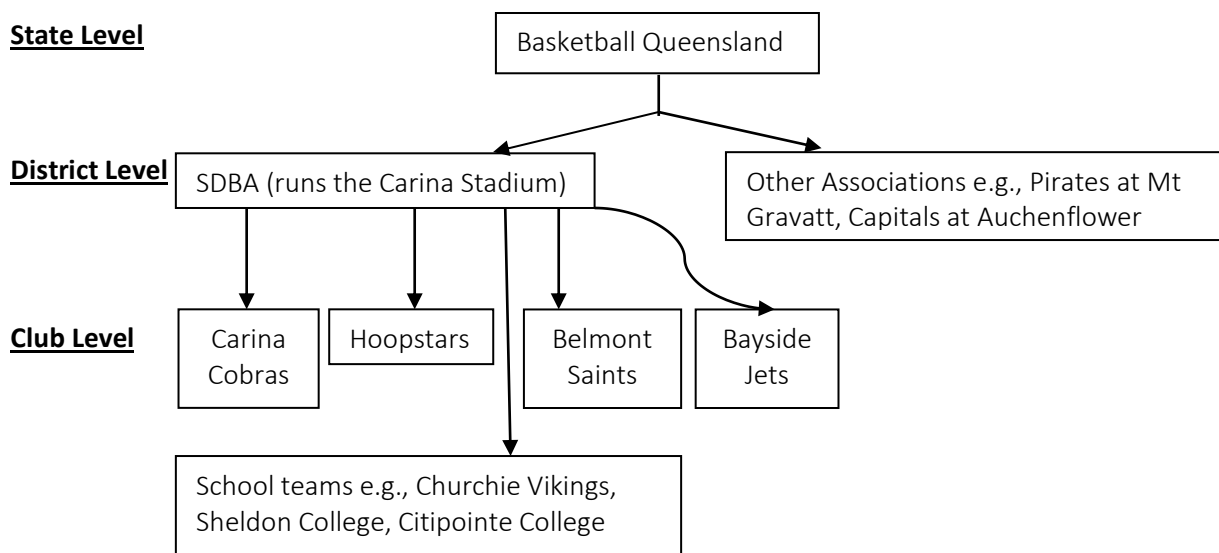 State Level
Basketball Queensland
District Level
SDBA (runs the Carina Stadium)
Other Associations e.g., Pirates at Mt
Gravatt, Capitals at Auchenflower
Club Level
Carina
Cobras
Hoopstars
Belmont
Saints
Bayside
Jets
School teams e.g., Churchie Vikings,
Sheldon College, Citipointe College